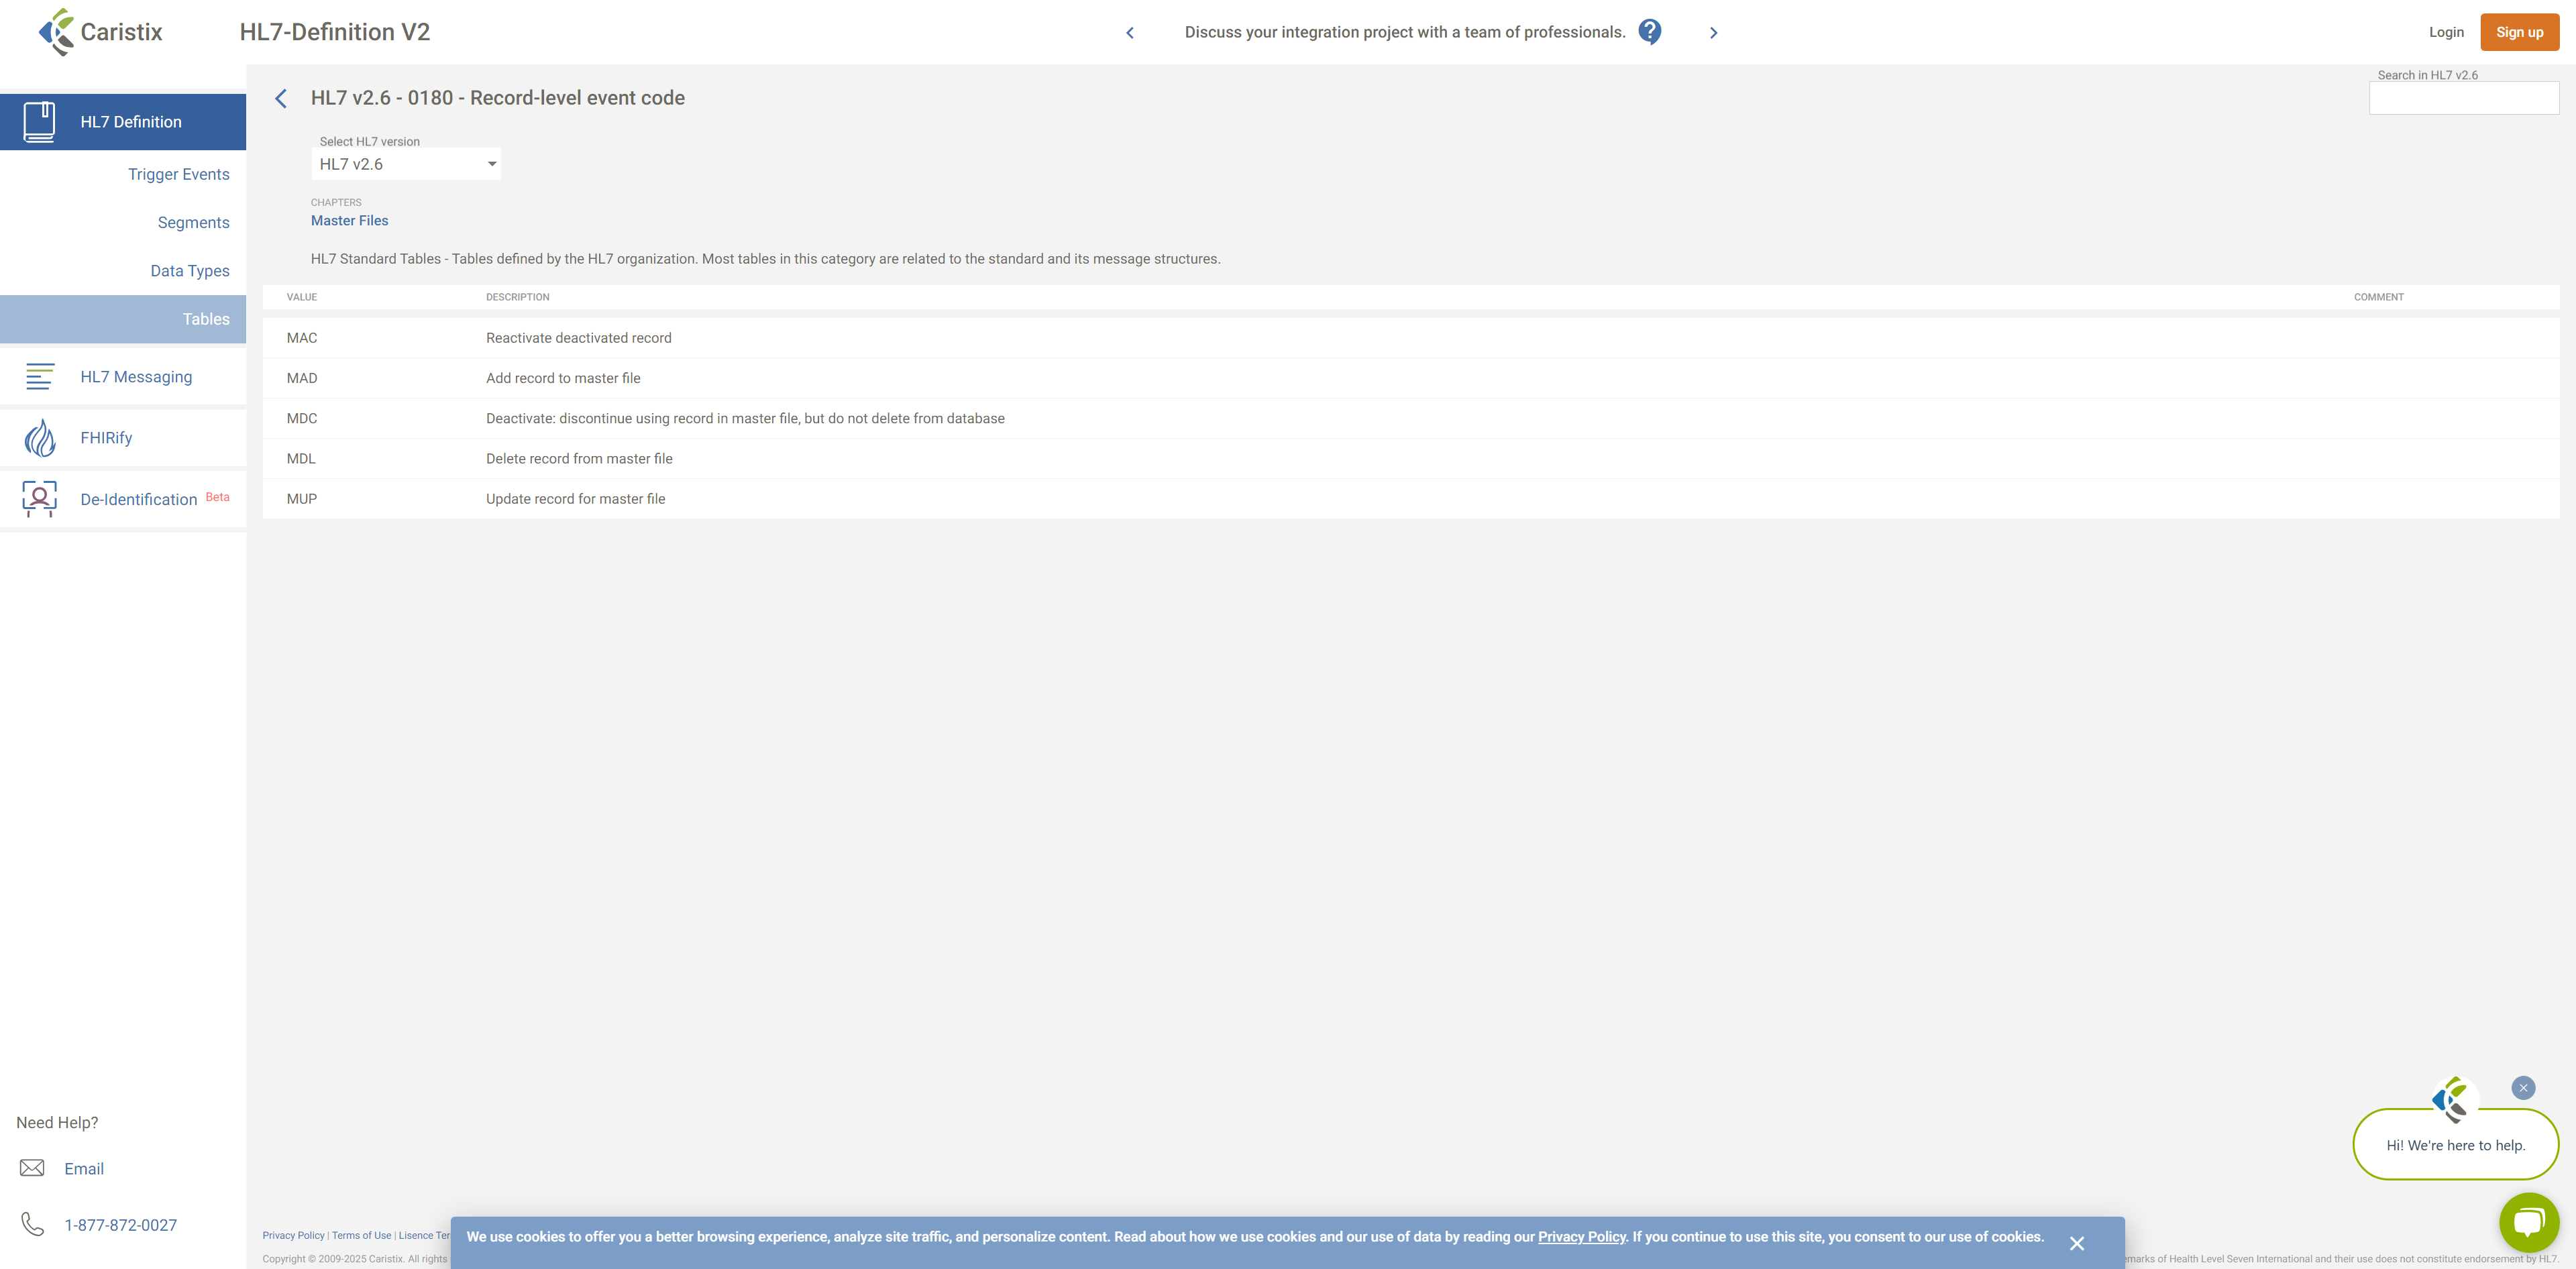 Caristix
HL7-Definition V2
Discuss your integration project with a team of professionals.
Login
Sign up
HL7 Definition
Trigger Events
Segments
Data Types
Tables
HL7 Messaging
FHIRify
De-Identification Beta
Need Help?
Email
1-877-872-0027
HL7 v2.6 - 0180 - Record-level event code
Search in HL7 v2.6
Select HL7 version
HL7 v2.6
CHAPTERS
Master Files
HL7 Standard Tables - Tables defined by the HL7 organization. Most tables in this category are related to the standard and its message structures.
VALUE DESCRIPTION COMMENT
MAC Reactivate deactivated record
MAD Add record to master file
MDC Deactivate: discontinue using record in master file, but do not delete from database
MDL Delete record from master file
MUP Update record for master file
Hi! We're here to help.
Privacy Policy | Terms of Use | Lisence Ter
We use cookies to offer you a better browsing experience, analyze site traffic, and personalize content. Read about how we use cookies and our use of data by reading our Privacy Policy. If you continue to use this site, you consent to our use of cookies.
Copyright © 2009-2025 Caristix. All rights
emarks of Health Level Seven International and their use does not constitute endorsement by HL7.